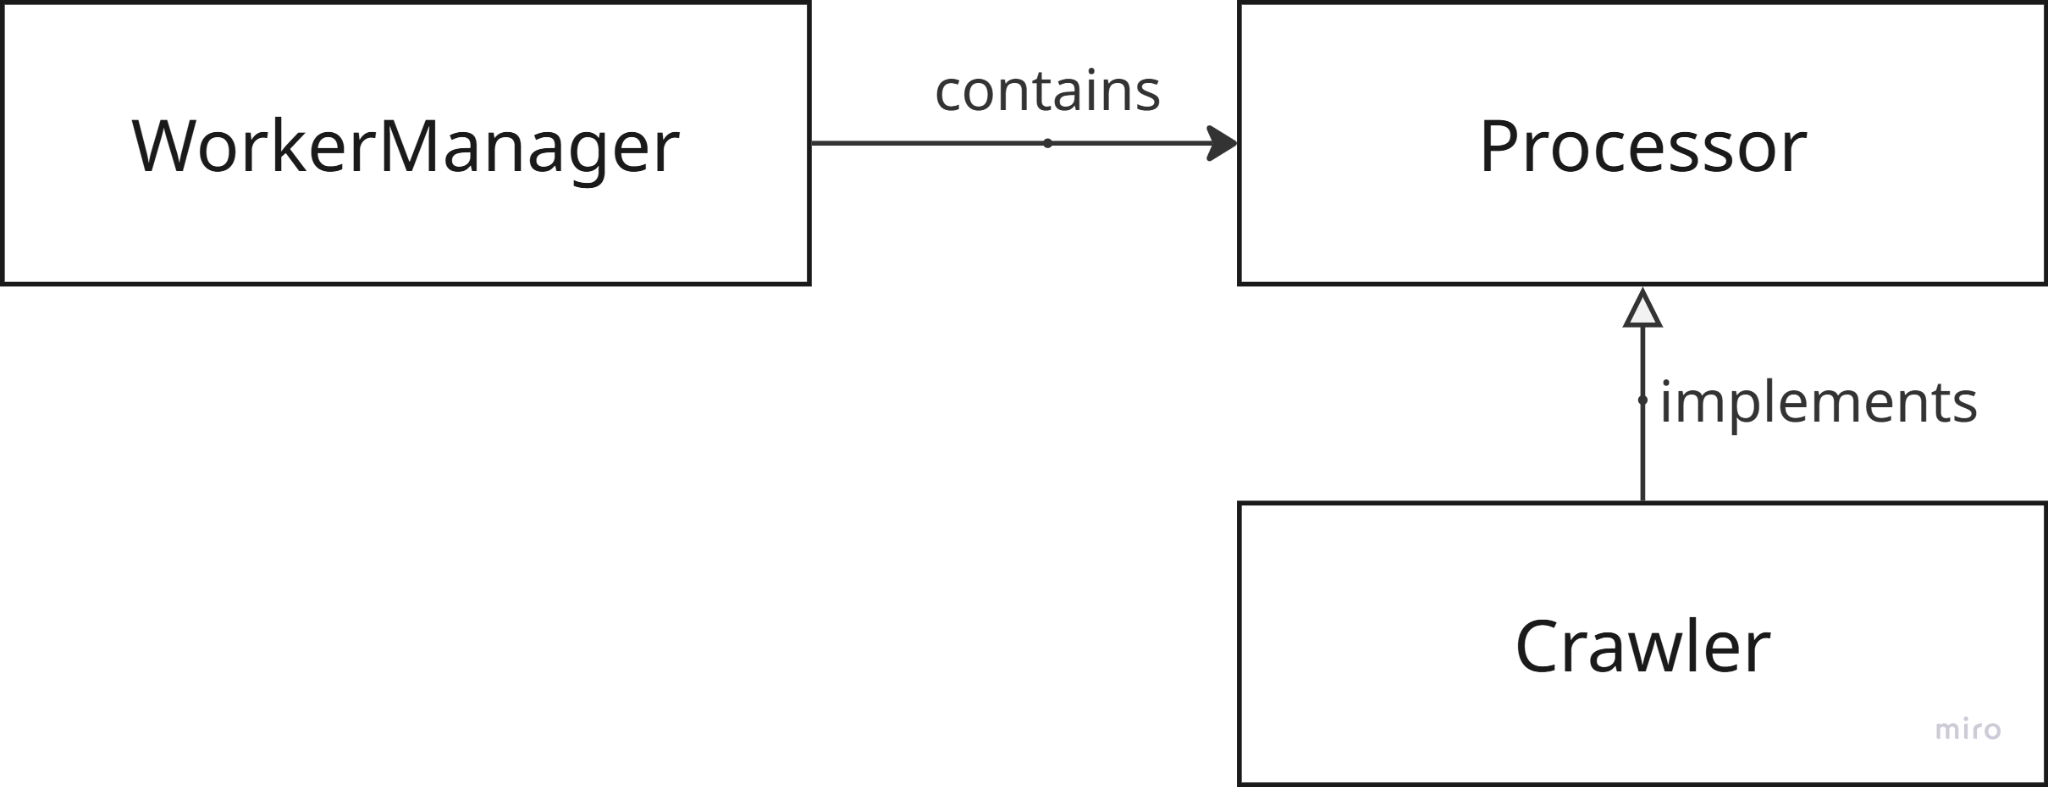 contains
WorkerManager
Processor
implements
Crawler
miro